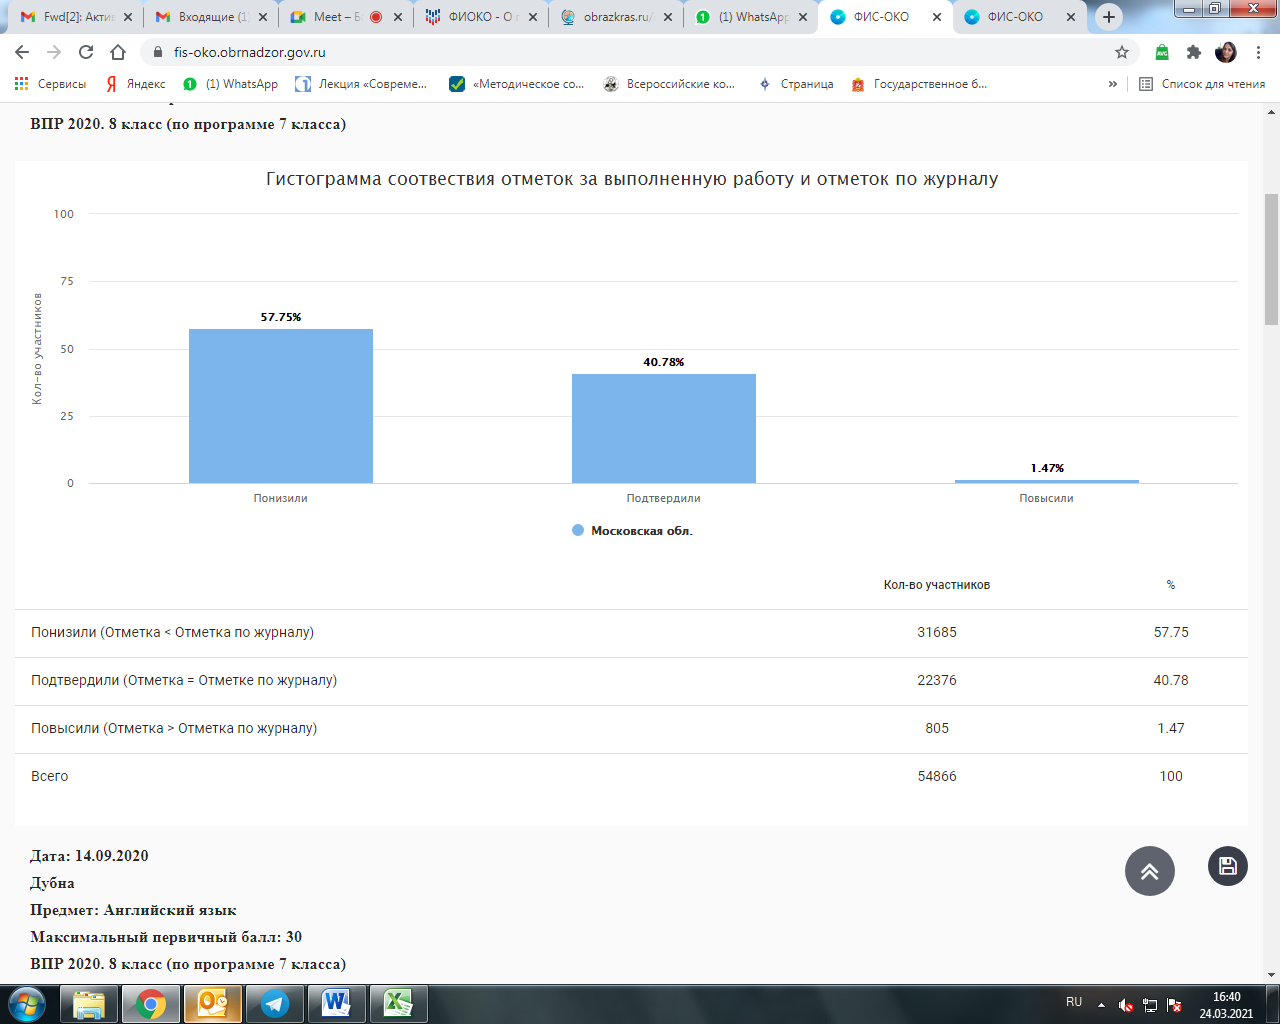 Fwd[2]: Актив
Входящие (1
Meet – Б
ФИОКО - О п
obrazkras.ru/
(1) WhatsApp
ФИС-ОКО
ФИС-ОКО
fis-oko.obrnadzor.gov.ru
Сервисы
Яндекс
(1) WhatsApp
Лекция «Совреме...
«Методическое со...
Всероссийские ко...
Страница
Государственное б...
»
Список для чтения
ВПР 2020. 8 класс (по программе 7 класса)
Гистограмма соотвествия отметок за выполненную работу и отметок по журналу
Кол-во участников
100
75
50
25
0
57.75%
40.78%
1.47%
Понизили
Подтвердили
Повысили
Московская обл.
Кол-во участников %
Понизили (Отметка < Отметка по журналу) 31685 57.75
Подтвердили (Отметка = Отметке по журналу) 22376 40.78
Повысили (Отметка > Отметка по журналу) 805 1.47
Всего 54866 100
Дата: 14.09.2020
Дубна
Предмет: Английский язык
Максимальный первичный балл: 30
ВПР 2020. 8 класс (по программе 7 класса)
RU
16:40
24.03.2021